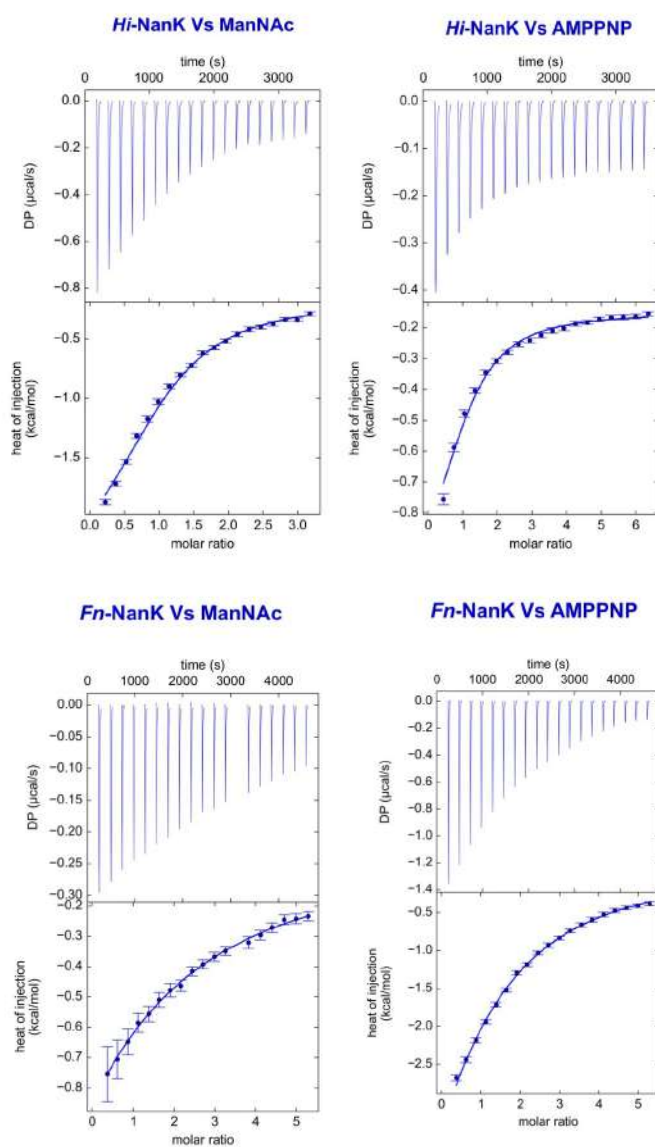 Hi-NanK Vs ManNAc
time (s)
0 1000 2000 3000
0.0
−0.2
−0.4
−0.6
−0.8
DP (µcal/s)
−0.5
−1.0
−1.5
heat of injection
(kcal/mol)
0.0 0.5 1.0 1.5 2.0 2.5 3.0
molar ratio
Hi-NanK Vs AMPPNP
time (s)
0 1000 2000 3000
0.0
−0.1
−0.2
−0.3
−0.4
DP (µcal/s)
−0.2
−0.3
−0.4
−0.5
−0.6
−0.7
−0.8
heat of injection
(kcal/mol)
0 1 2 3 4 5 6
molar ratio
Fn-NanK Vs ManNAc
time (s)
0 1000 2000 3000 4000
0.00
−0.05
−0.10
−0.15
−0.20
−0.25
−0.30
DP (µcal/s)
−0.2
−0.3
−0.4
−0.5
−0.6
−0.7
−0.8
heat of injection
(kcal/mol)
0 1 2 3 4 5
molar ratio
Fn-NanK Vs AMPPNP
time (s)
0 1000 2000 3000 4000
0.0
−0.2
−0.4
−0.6
−0.8
−1.0
−1.2
−1.4
DP (µcal/s)
−0.5
−1.0
−1.5
−2.0
−2.5
heat of injection
(kcal/mol)
0 1 2 3 4 5
molar ratio